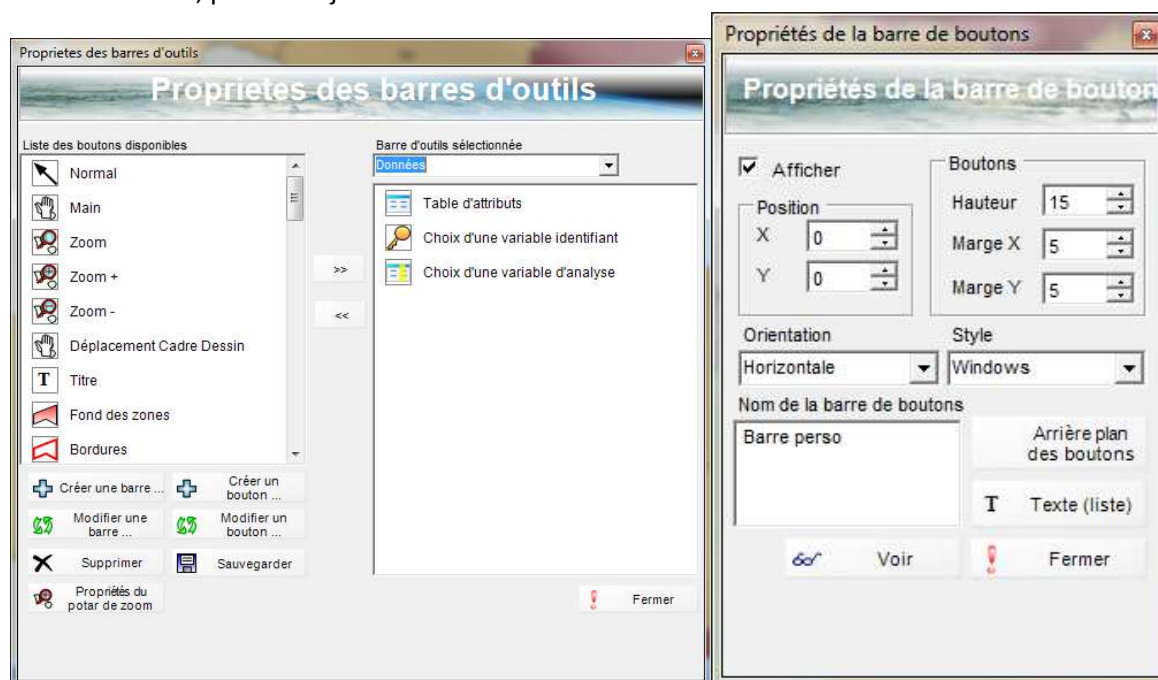 Proprietes des barres d'outils
Proprietes des barres d'outils
Liste des boutons disponibles
Normal
Main
Zoom
Zoom +
Zoom -
Déplacement Cadre Dessin
Titre
Fond des zones
Bordures
>>
<<
Barre d'outils sélectionnée
Données
Table d'attributs
Choix d'une variable identifiant
Choix d'une variable d'analyse
Créer une barre ...
Créer un
bouton ...
Modifier une
barre ...
Modifier un
bouton ...
Supprimer
Sauvegarder
Propriétés du
potar de zoom
Fermer
Propriétés de la barre de boutons
Propriétés de la barre de bouton
Afficher
Position
X 0
Y 0
Boutons
Hauteur 15
Marge X 5
Marge Y 5
Orientation
Horizontale
Style
Windows
Nom de la barre de boutons
Barre perso
Arrière plan
des boutons
T Texte (liste)
Voir
Fermer